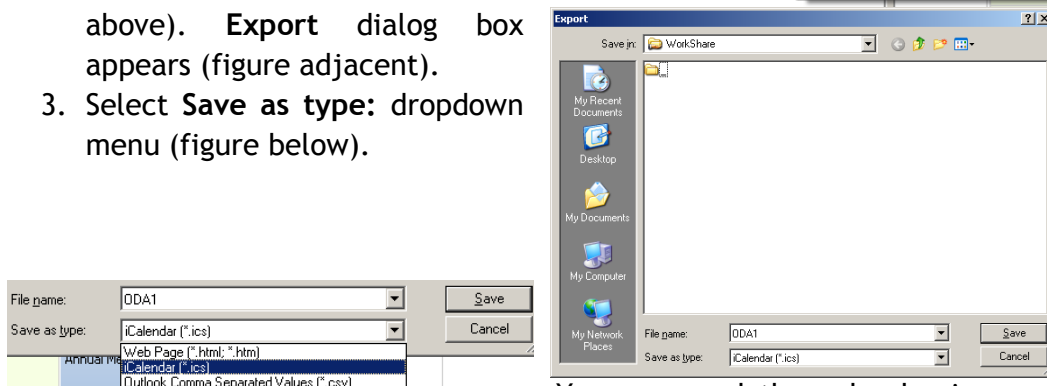 above). Export dialog box
appears (figure adjacent).
3. Select Save as type: dropdown
menu (figure below).
File name: ODA1 Save
Save as type: iCalendar (*.ics) Cancel
Web Page (*.html; *.htm)
iCalendar (*.ics)
Outlook Comma Separated Values (*.csv)
Export
Save in: WorkShare
..
My Recent
Documents
Desktop
My Documents
My Computer
My Network
Places
File name: ODA1 Save
Save as type: iCalendar (*.ics) Cancel